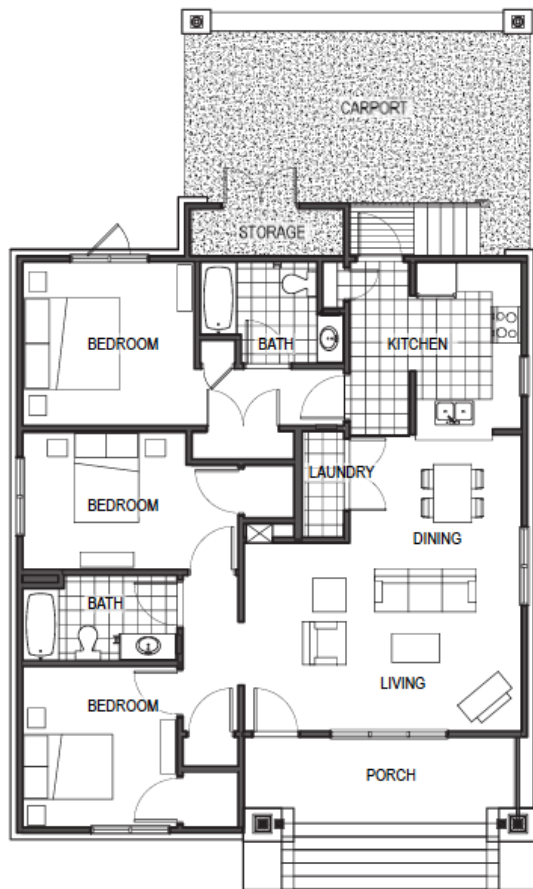 CARPORT
STORAGE
BEDROOM
BATH
KITCHEN
LAUNDRY
BEDROOM
DINING
BATH
LIVING
BEDROOM
PORCH